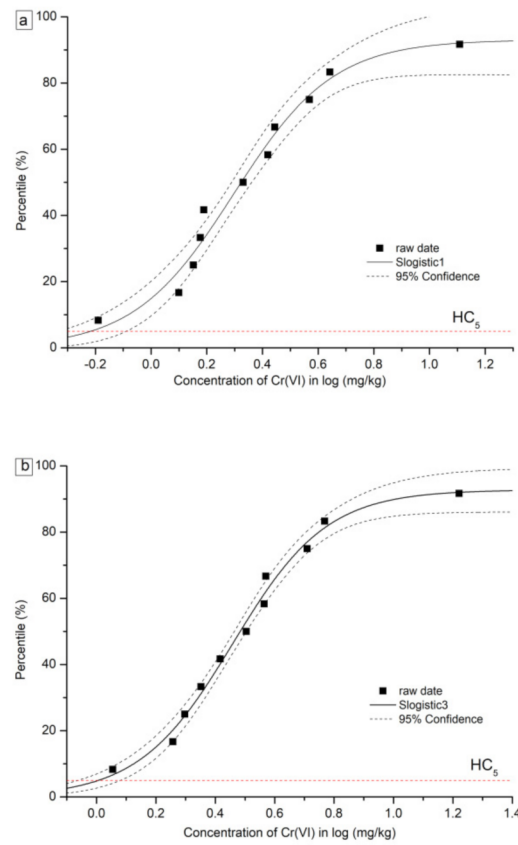 a
100
80
60
40
20
0
Percentile (%)
raw date
Slogistic1
95% Confidence
HC5
-0.2 0.0 0.2 0.4 0.6 0.8 1.0 1.2
Concentration of Cr(VI) in log (mg/kg)
b
100
80
60
40
20
0
Percentile (%)
raw date
Slogistic3
95% Confidence
HC5
0.0 0.2 0.4 0.6 0.8 1.0 1.2 1.4
Concentration of Cr(VI) in log (mg/kg)